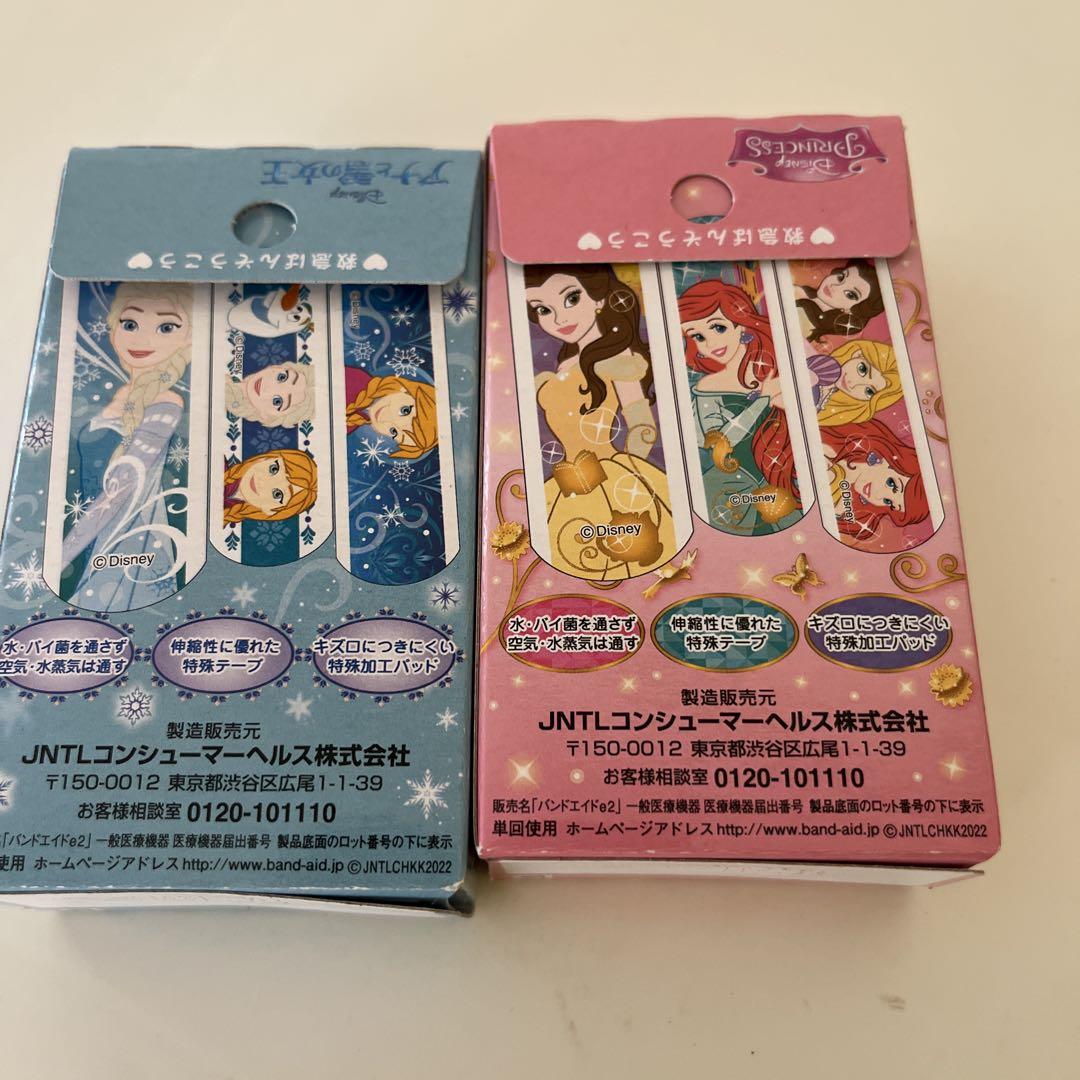 Disney
アナと雪の女王
♥救急ばんそうこう♥
©Disney
©Disney
©Disney
水・バイ菌を通さず
空気・水蒸気は通す
伸縮性に優れた
特殊テープ
キズ口につきにくい
特殊加工パッド
製造販売元
JNTLコンシューマーヘルス株式会社
〒150-0012 東京都渋谷区広尾1-1-39
お客様相談室 0120-101110
「バンドエイドe2」 一般医療機器 医療機器届出番号 製品底面のロット番号の下に表示
使用 ホームページアドレスhttp://www.band-aid.jp ©JNTLCHKK2022
DISNEY
PRINCESS
♥救急ばんそうこう♥
©Disney
©Disney
©Disney
水・バイ菌を通さず
空気・水蒸気は通す
伸縮性に優れた
特殊テープ
キズ口につきにくい
特殊加工パッド
製造販売元
JNTLコンシューマーヘルス株式会社
〒150-0012 東京都渋谷区広尾1-1-39
お客様相談室 0120-101110
販売名「バンドエイドe2」 一般医療機器 医療機器届出番号 製品底面のロット番号の下に表示
単回使用 ホームページアドレスhttp://www.band-aid.jp ©JNTLCHKK2022